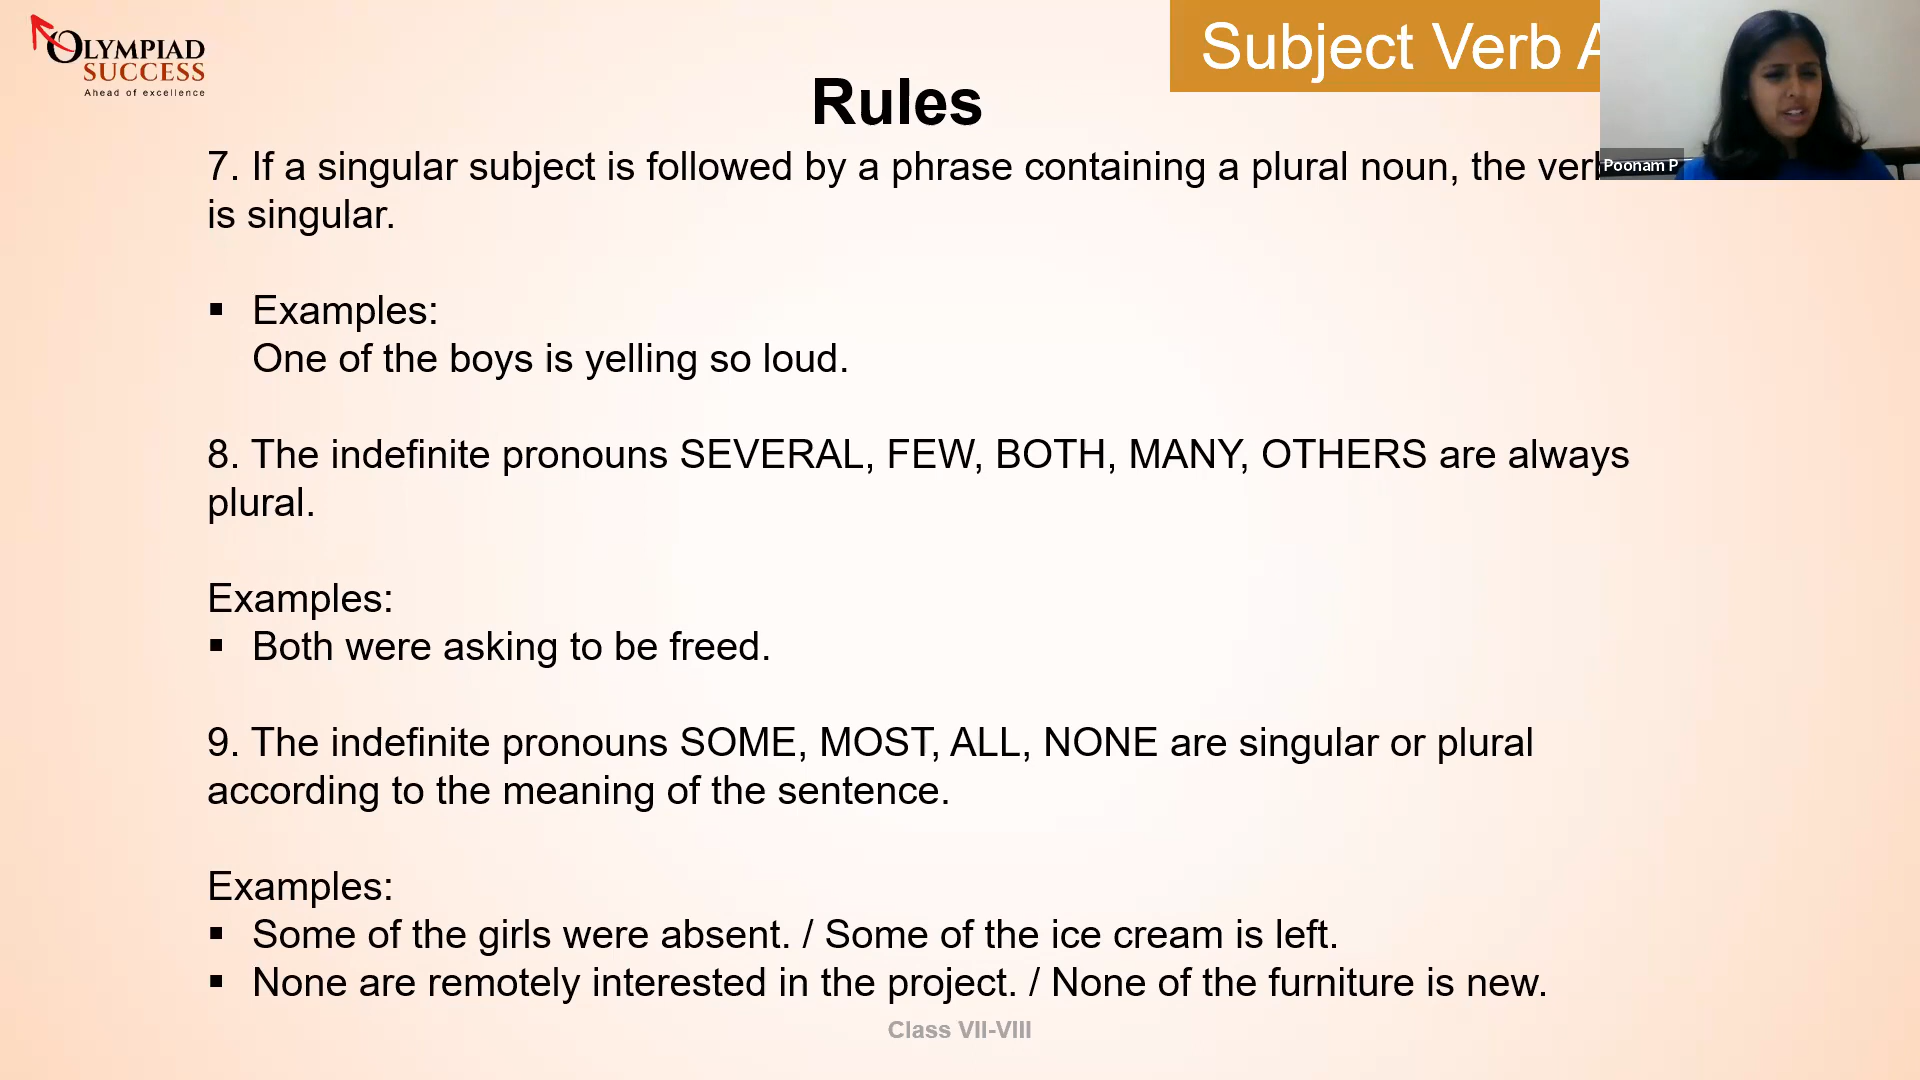 OLYMPIAD
SUCCESS
Ahead of excellence
Subject Verb A
Rules
Poonam P
7. If a singular subject is followed by a phrase containing a plural noun, the verb
is singular.
▪ Examples:
One of the boys is yelling so loud.
8. The indefinite pronouns SEVERAL, FEW, BOTH, MANY, OTHERS are always
plural.
Examples:
▪ Both were asking to be freed.
9. The indefinite pronouns SOME, MOST, ALL, NONE are singular or plural
according to the meaning of the sentence.
Examples:
▪ Some of the girls were absent. / Some of the ice cream is left.
▪ None are remotely interested in the project. / None of the furniture is new.
Class VII-VIII